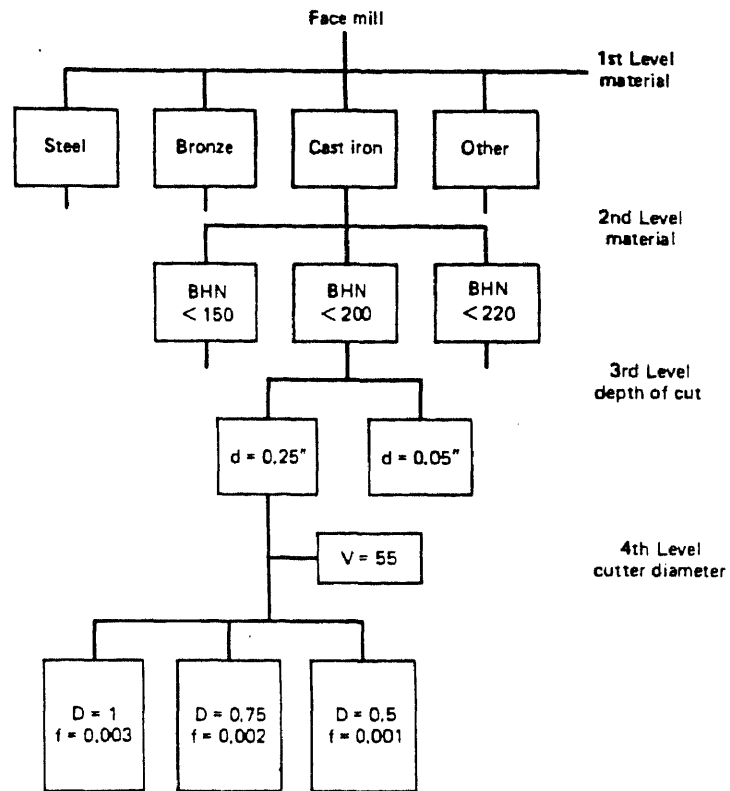 Face mill
1st Level
material
Steel
Bronze
Cast iron
Other
2nd Level
material
BHN
< 150
BHN
< 200
BHN
< 220
3rd Level
depth of cut
d = 0.25"
d = 0.05"
V = 55
4th Level
cutter diameter
D = 1
f = 0.003
D = 0.75
f = 0.002
D = 0.5
f = 0.001